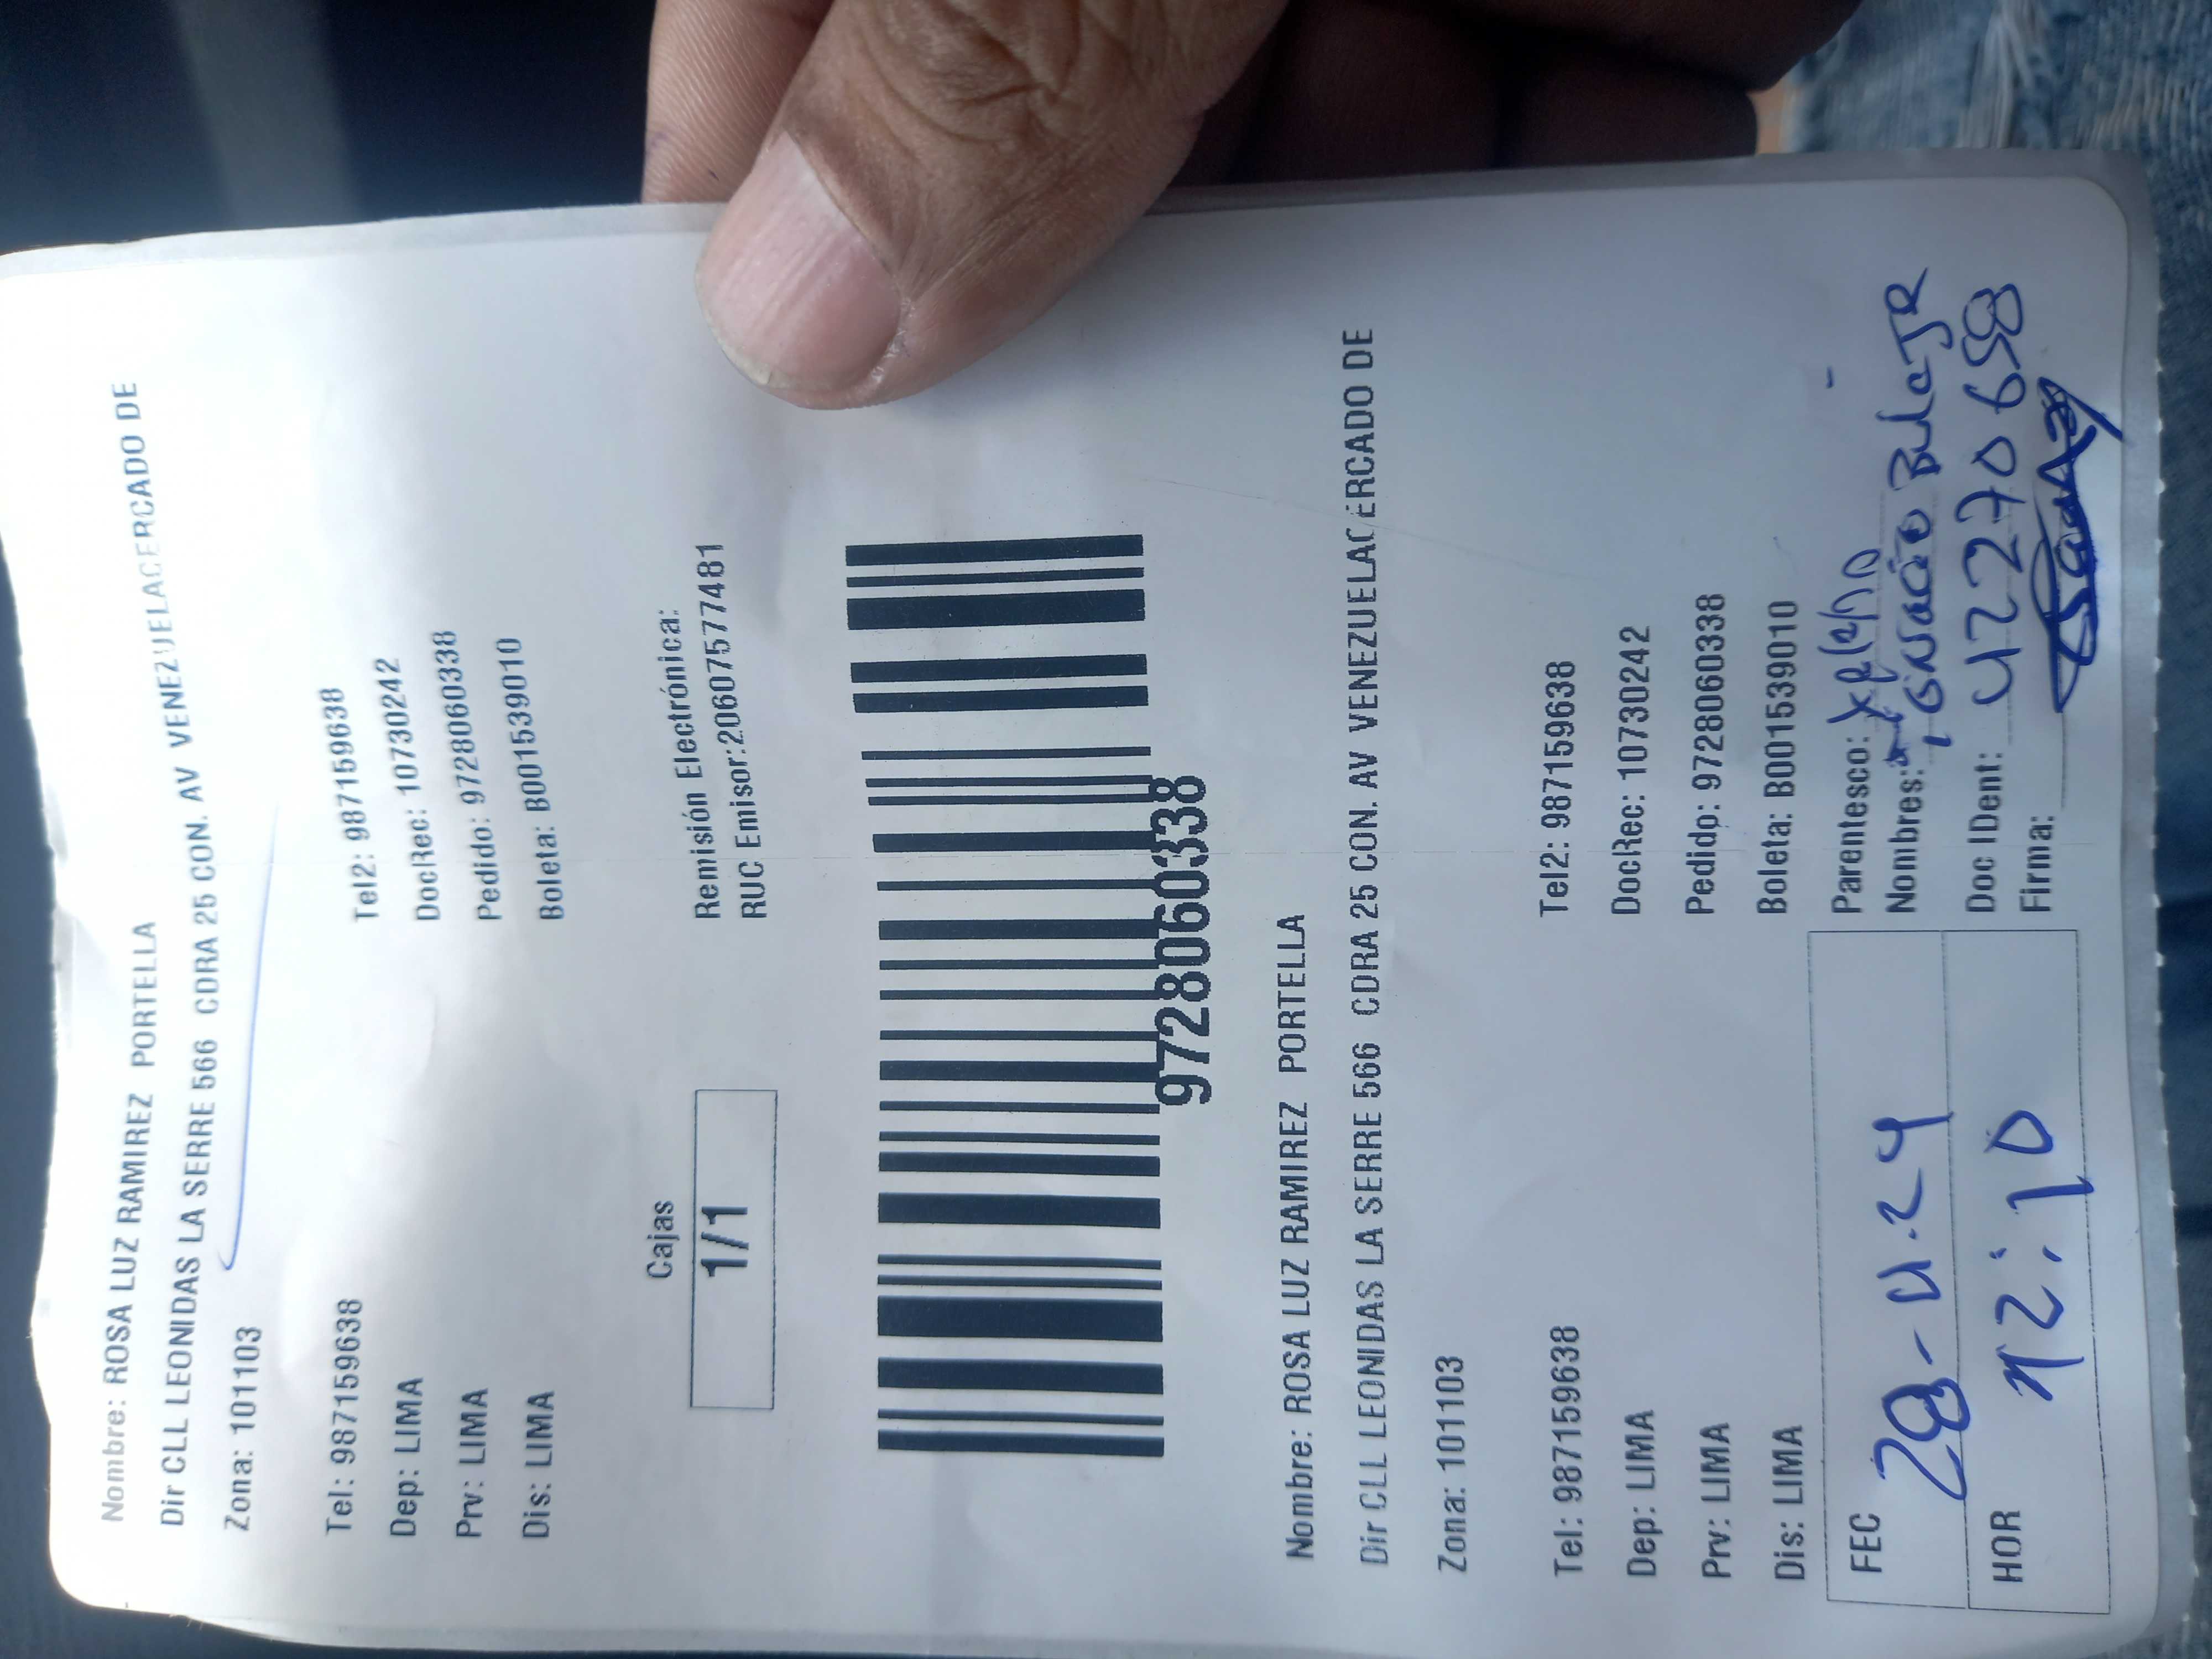 Nombre: ROSA LUZ RAMIREZ PORTELLA
Dir CLL LEONIDAS LA SERRE 566 CDRA 25 CON. AV VENEZUELACERCADO DE
Zona: 101103
Tel: 987159638 Tel2: 987159638
Dep: LIMA DocRec: 10730242
Prv: LIMA Pedido: 9728060338
Dis: LIMA Boleta: B001539010
Cajas Remisión Electrónica:
1/1 RUC Emisor:20607577481
9728060338
Nombre: ROSA LUZ RAMIREZ PORTELLA
Dir CLL LEONIDAS LA SERRE 566 CDRA 25 CON. AV VENEZUELACERCADO DE
Zona: 101103
Tel: 987159638 Tel2: 987159638
Dep: LIMA DocRec: 10730242
Prv: LIMA Pedido: 9728060338
Dis: LIMA Boleta: B001539010
FEC 28-11-24 Parentesco:
Nombres: Ignacio
HOR 12:10 Doc IDent: 42270658
Firma: